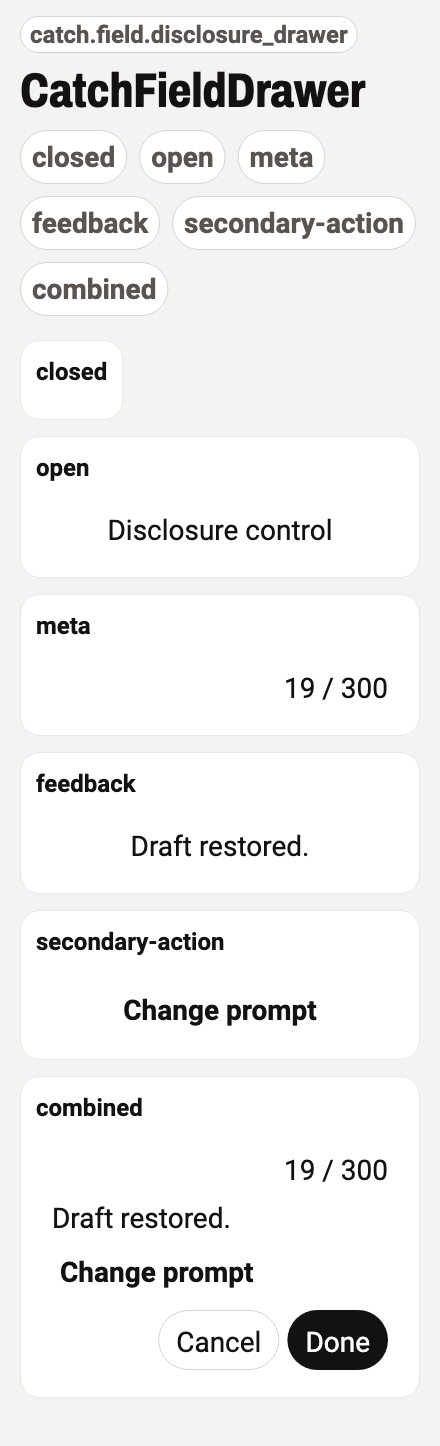 catch.field.disclosure_drawer
CatchFieldDrawer
closed open meta
feedback secondary-action
combined
closed
open
Disclosure control
meta
19 / 300
feedback
Draft restored.
secondary-action
Change prompt
combined
19 / 300
Draft restored.
Change prompt
Cancel Done